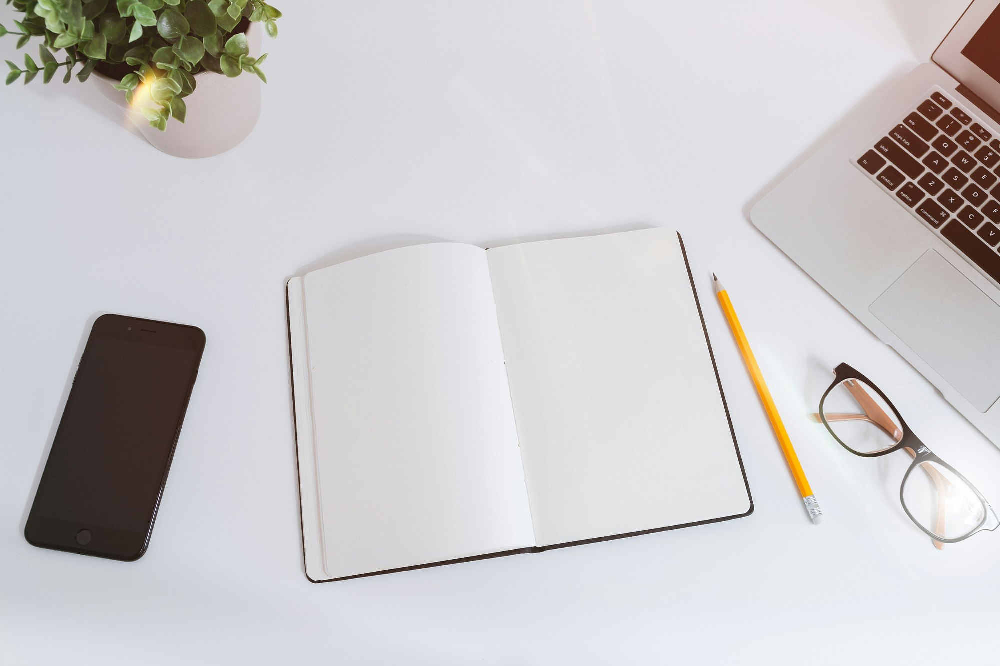 esc
~ `
! 1
@ 2
# 3
tab
Q
W
E
caps lock
A
S
D
F
shift
Z
X
C
V
fn
control
alt option
⌘ command